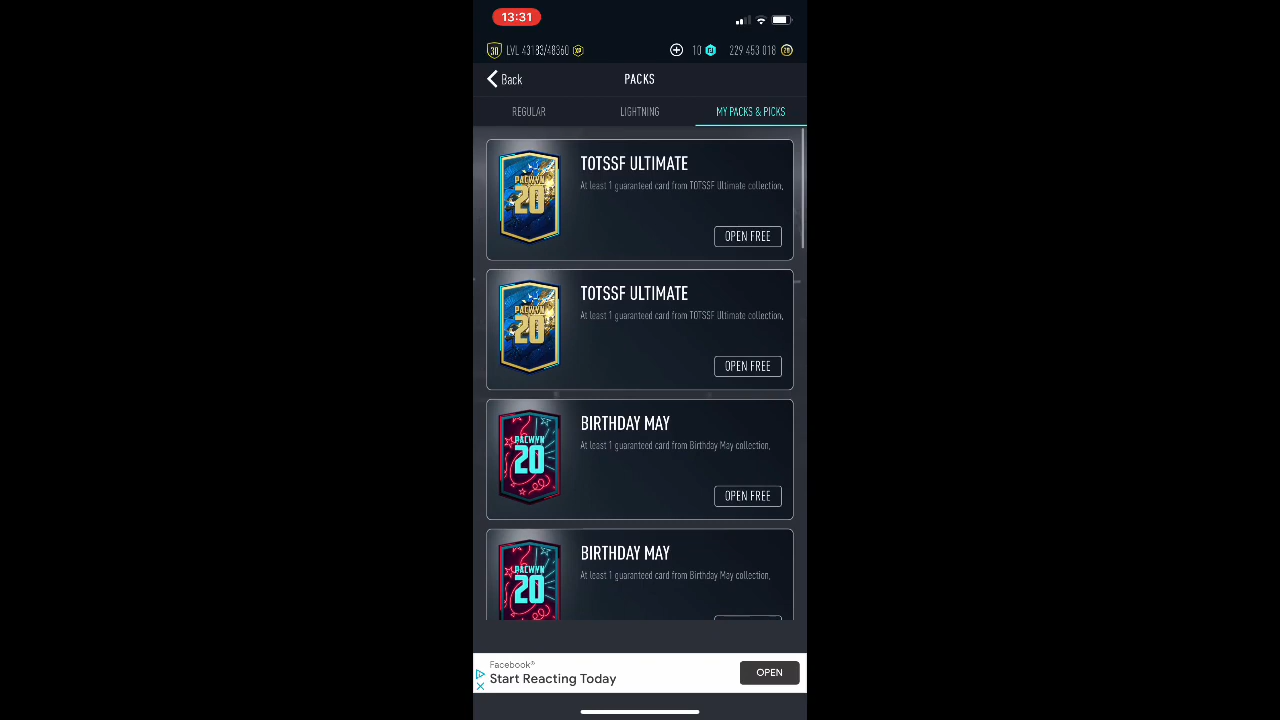 13:31
30 LVL 43183/48360
10 229 453 018
Back
PACKS
REGULAR LIGHTNING MY PACKS & PICKS
PACWYN
20
TOTSSF ULTIMATE
At least 1 guaranteed card from TOTSSF Ultimate collection,
OPEN FREE
PACWYN
20
TOTSSF ULTIMATE
At least 1 guaranteed card from TOTSSF Ultimate collection,
OPEN FREE
PACWYN
20
BIRTHDAY MAY
At least 1 guaranteed card from Birthday May collection,
OPEN FREE
PACWYN
20
BIRTHDAY MAY
At least 1 guaranteed card from Birthday May collection,
Facebook®
Start Reacting Today
OPEN